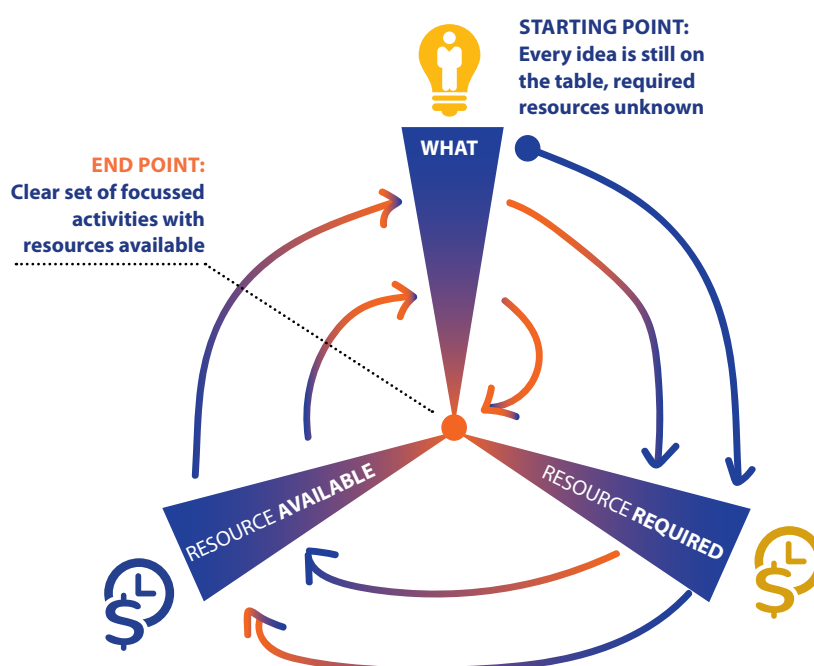 STARTING POINT:
Every idea is still on
the table, required
resources unknown
WHAT
END POINT:
Clear set of focussed
activities with
resources available
RESOURCE AVAILABLE
RESOURCE REQUIRED
$
$